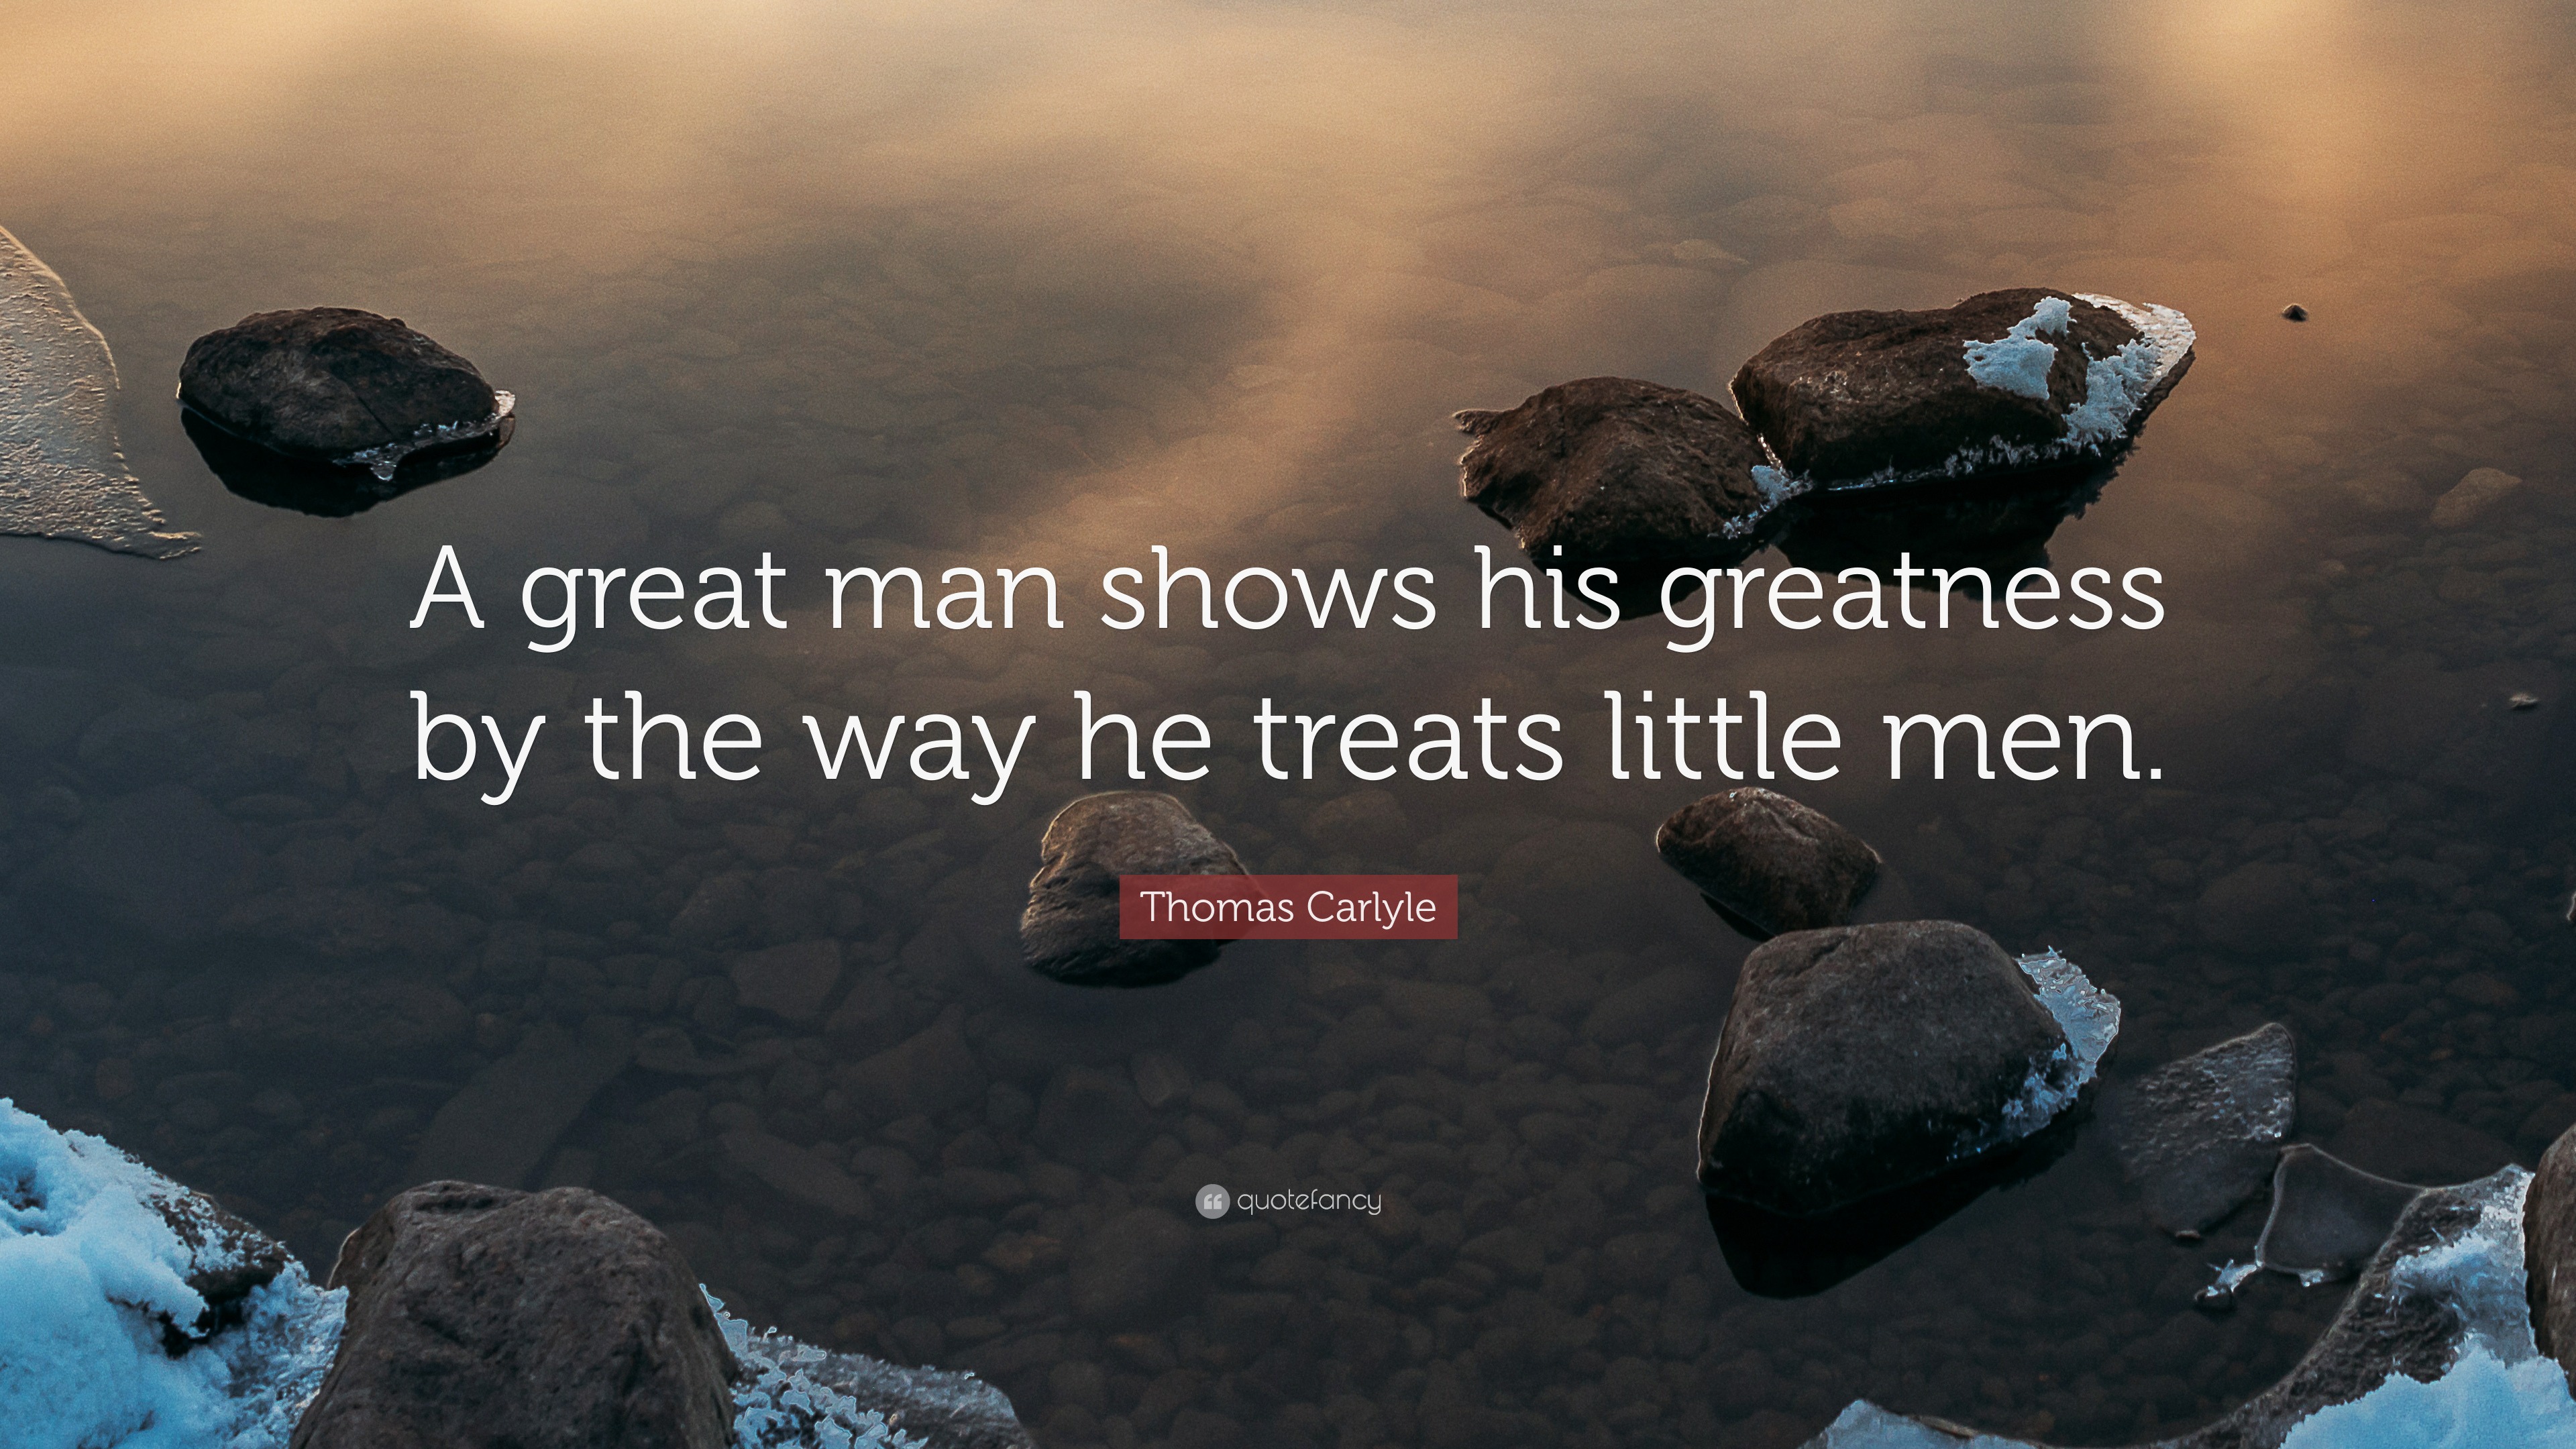 A great man shows his greatness
by the way he treats little men.
Thomas Carlyle
quotefancy